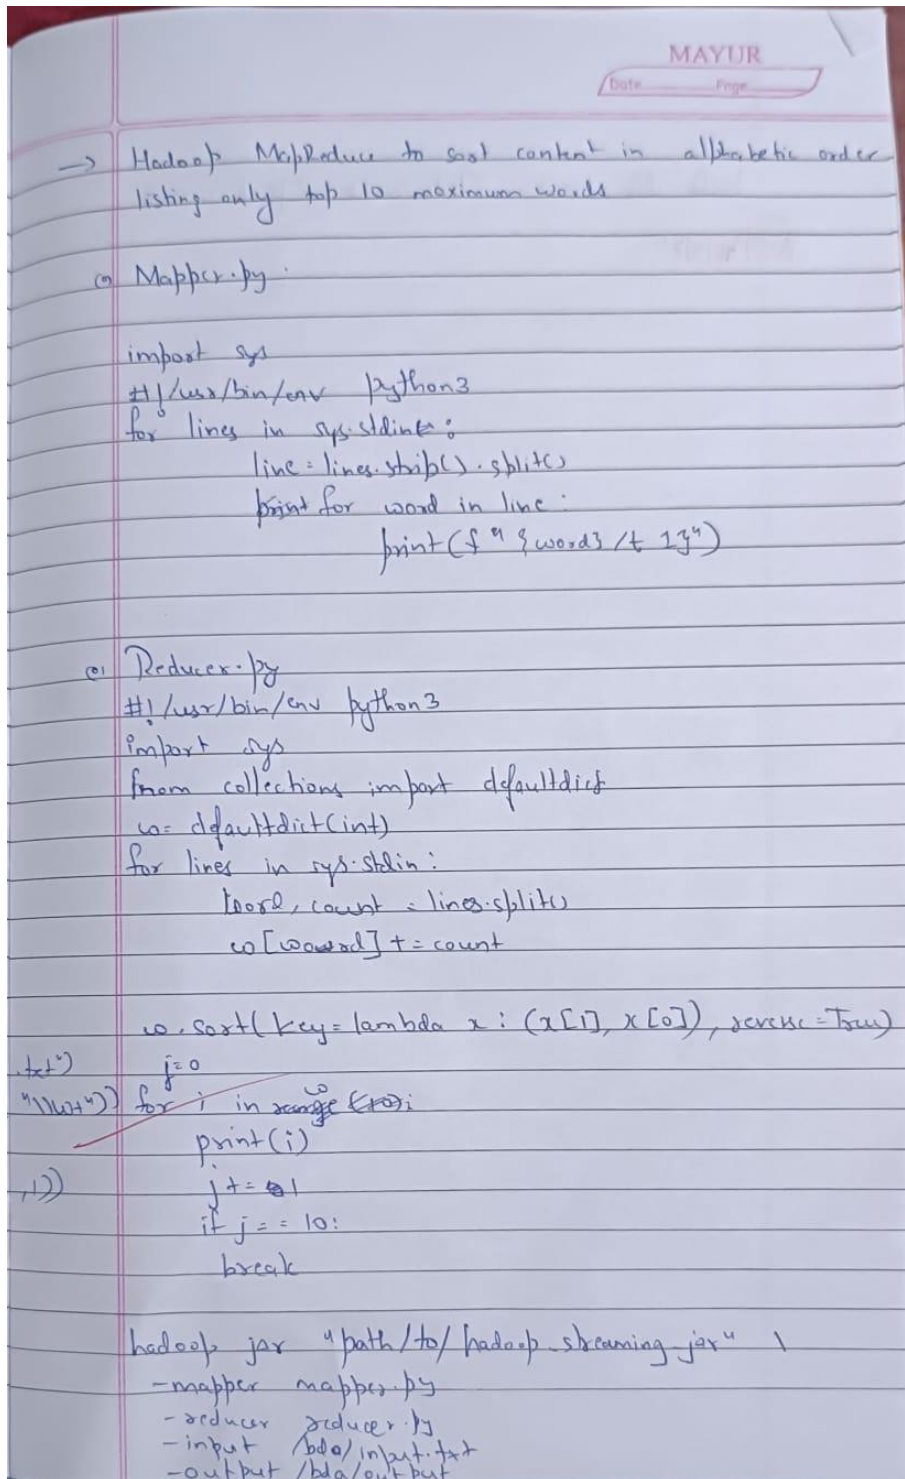 MAYUR
Date Page
→ Hadoop MapReduce to sort content in alphabetic order
listing only top 10 maximum words
Mapper.py
import sys
#!/usr/bin/env python3
for lines in sys.stdin:
line = lines.strip().split()
for word in line:
print(f"{word} /t 1}")
Reducer.py
#!/usr/bin/env python3
import sys
from collections import defaultdict
w = defaultdict(int)
for lines in sys.stdin:
word, count = lines.split()
w[word] += count
w.sort(key=lambda x: (x[1], x[0]), reverse=True)
.txt")
j=0
"\\w+"))
for i in w:
print(i)
,1))
j += 1
if j == 10:
break
hadoop jar "path/to/hadoop_streaming.jar" \
-mapper mapper.py
-reducer reducer.py
-input /bda/input.txt
-output /bda/output